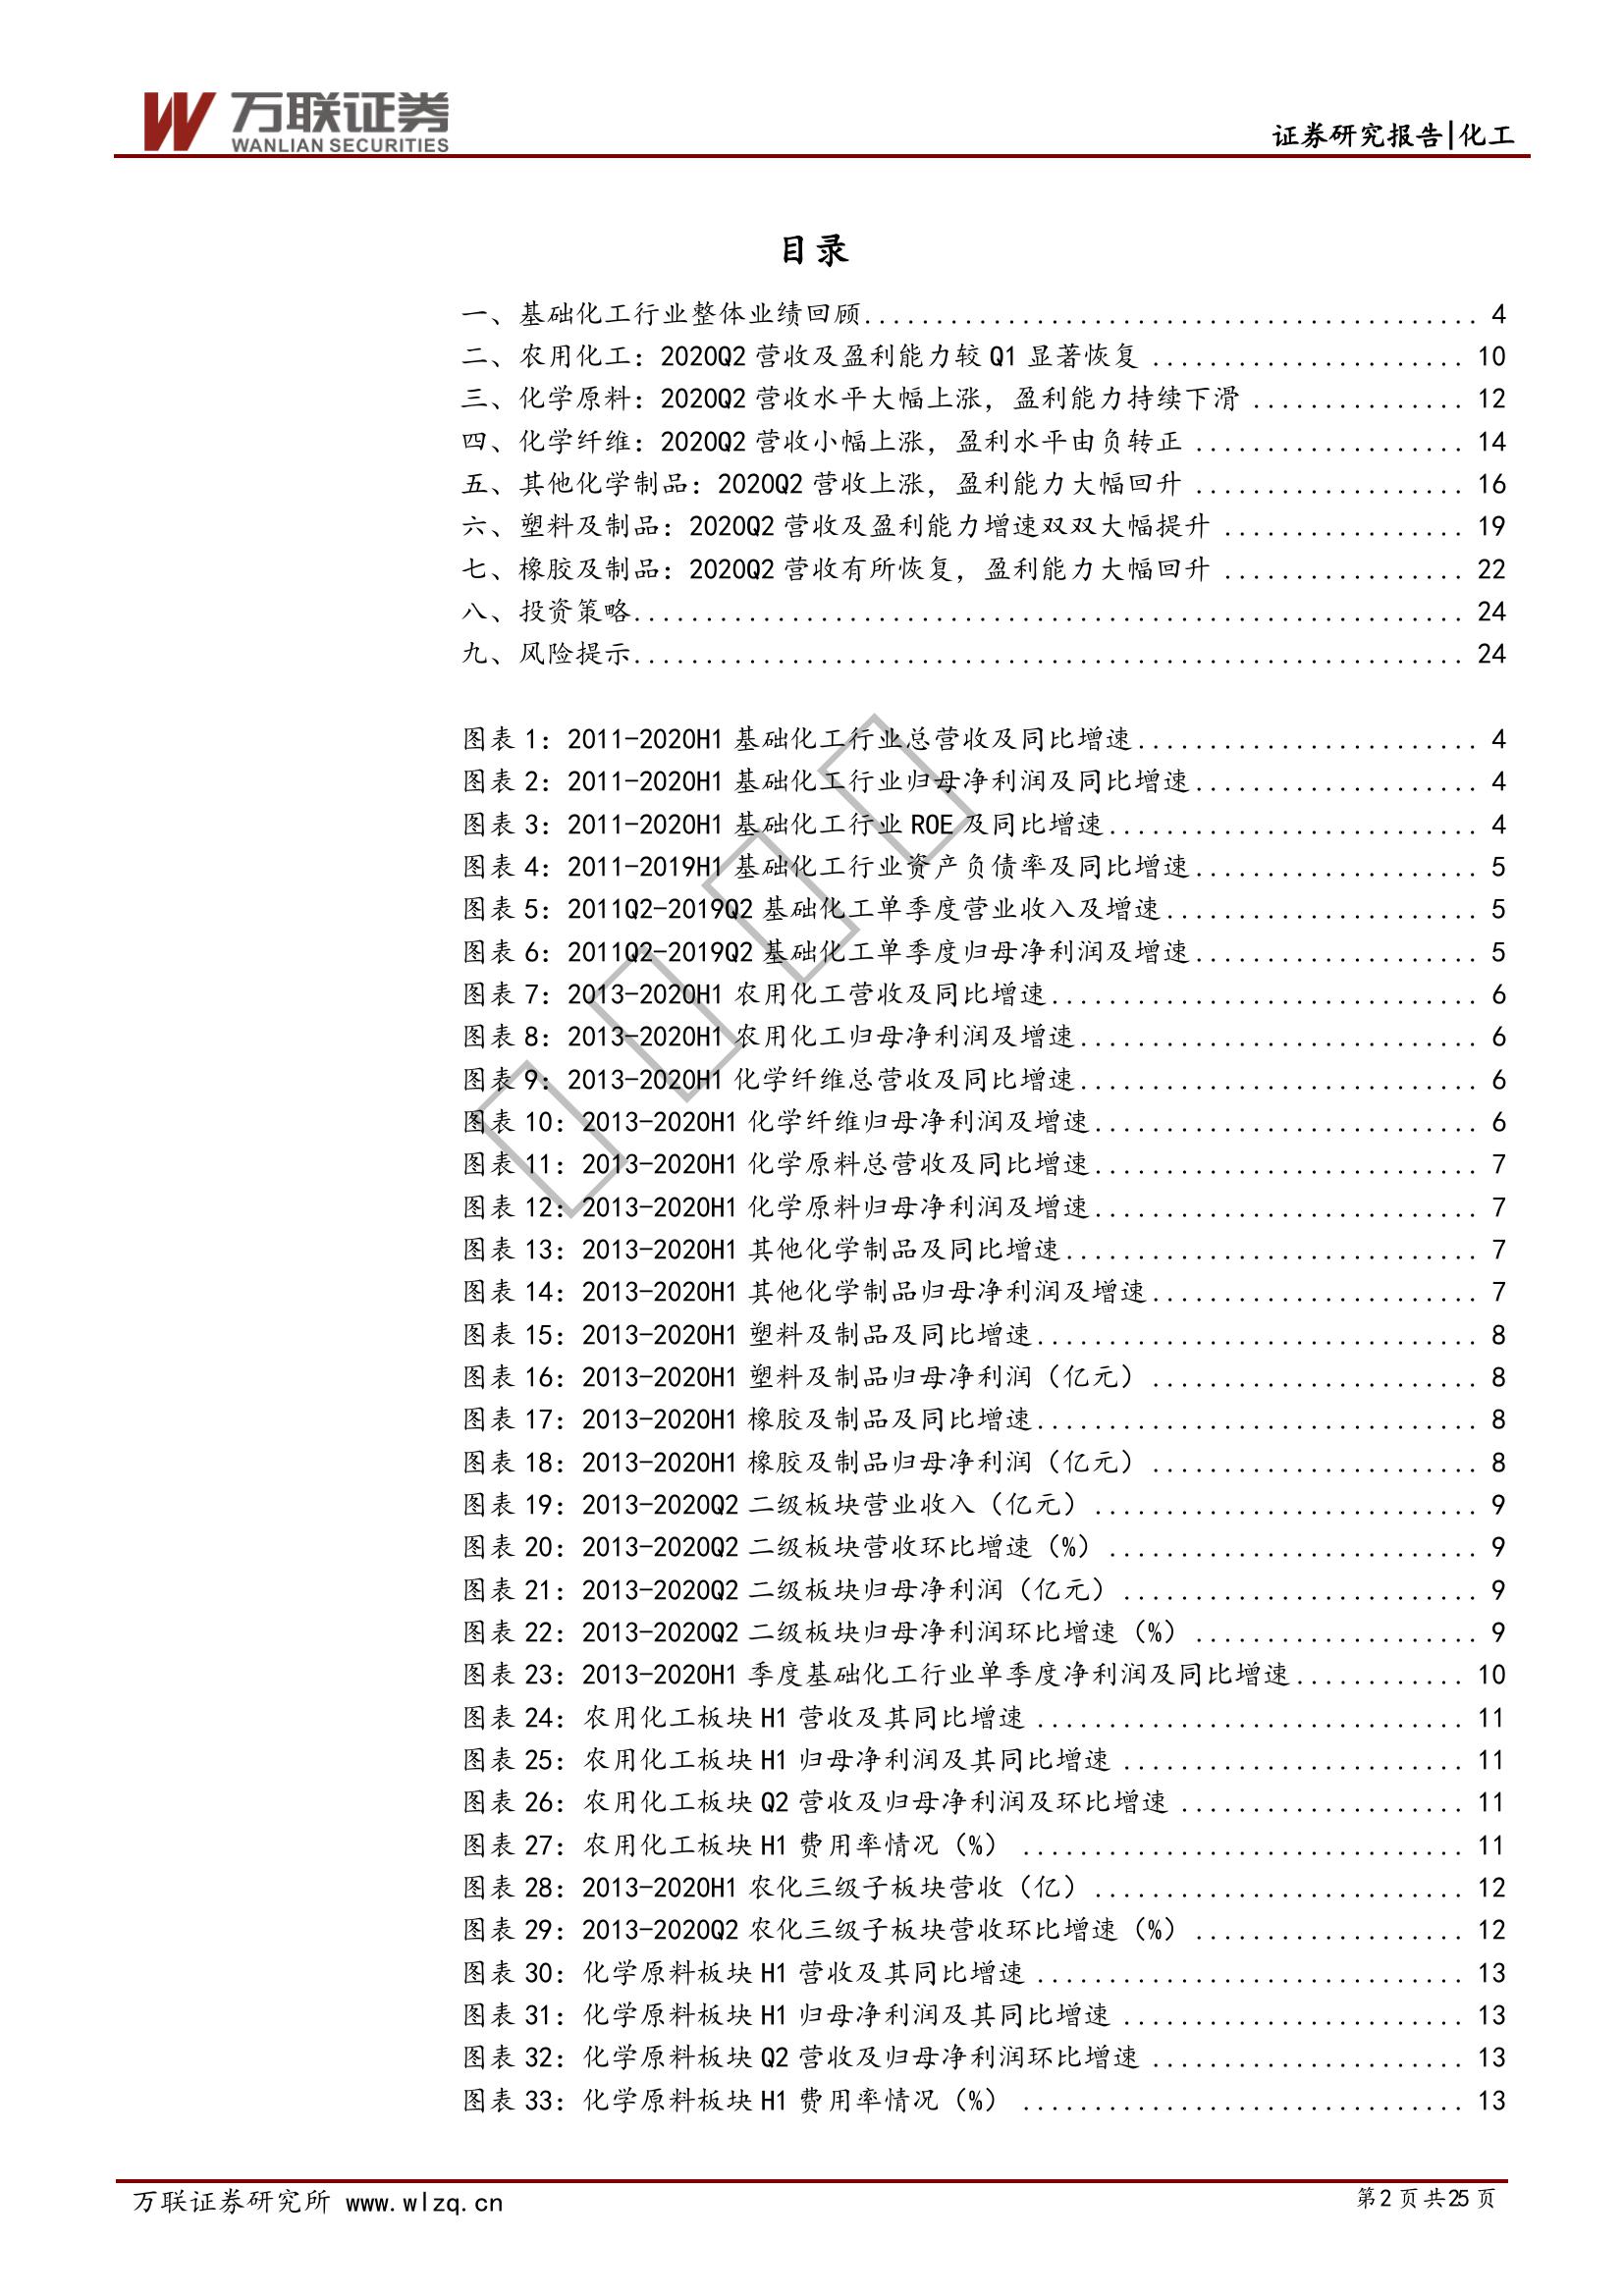 万联证券
WANLIAN SECURITIES
证券研究报告|化工
目录
一、基础化工行业整体业绩回顾........................................... 4
二、农用化工：2020Q2 营收及盈利能力较 Q1 显著恢复 ...................... 10
三、化学原料：2020Q2 营收水平大幅上涨，盈利能力持续下滑 ............... 12
四、化学纤维：2020Q2 营收小幅上涨，盈利水平由负转正 ................... 14
五、其他化学制品：2020Q2 营收上涨，盈利能力大幅回升 ................... 16
六、塑料及制品：2020Q2 营收及盈利能力增速双双大幅提升 ................. 19
七、橡胶及制品：2020Q2 营收有所恢复，盈利能力大幅回升 ................. 22
八、投资策略.......................................................... 24
九、风险提示.......................................................... 24
图表 1：2011-2020H1 基础化工行业总营收及同比增速........................ 4
图表 2：2011-2020H1 基础化工行业归母净利润及同比增速.................... 4
图表 3：2011-2020H1 基础化工行业 ROE 及同比增速.......................... 4
图表 4：2011-2019H1 基础化工行业资产负债率及同比增速.................... 5
图表 5：2011Q2-2019Q2 基础化工单季度营业收入及增速...................... 5
图表 6：2011Q2-2019Q2 基础化工单季度归母净利润及增速.................... 5
图表 7：2013-2020H1 农用化工营收及同比增速.............................. 6
图表 8：2013-2020H1 农用化工归母净利润及增速............................ 6
图表 9：2013-2020H1 化学纤维总营收及同比增速............................ 6
图表 10：2013-2020H1 化学纤维归母净利润及增速........................... 6
图表 11：2013-2020H1 化学原料总营收及同比增速........................... 7
图表 12：2013-2020H1 化学原料归母净利润及增速........................... 7
图表 13：2013-2020H1 其他化学制品及同比增速............................. 7
图表 14：2013-2020H1 其他化学制品归母净利润及增速....................... 7
图表 15：2013-2020H1 塑料及制品及同比增速............................... 8
图表 16：2013-2020H1 塑料及制品归母净利润（亿元）....................... 8
图表 17：2013-2020H1 橡胶及制品及同比增速............................... 8
图表 18：2013-2020H1 橡胶及制品归母净利润（亿元）....................... 8
图表 19：2013-2020Q2 二级板块营业收入（亿元）........................... 9
图表 20：2013-2020Q2 二级板块营收环比增速（%）.......................... 9
图表 21：2013-2020Q2 二级板块归母净利润（亿元）......................... 9
图表 22：2013-2020Q2 二级板块归母净利润环比增速（%）.................... 9
图表 23：2013-2020H1 季度基础化工行业单季度净利润及同比增速............ 10
图表 24：农用化工板块 H1 营收及其同比增速 .............................. 11
图表 25：农用化工板块 H1 归母净利润及其同比增速 ........................ 11
图表 26：农用化工板块 Q2 营收及归母净利润及环比增速 .................... 11
图表 27：农用化工板块 H1 费用率情况（%） ............................... 11
图表 28：2013-2020H1 农化三级子板块营收（亿）.......................... 12
图表 29：2013-2020Q2 农化三级子板块营收环比增速（%）................... 12
图表 30：化学原料板块 H1 营收及其同比增速 .............................. 13
图表 31：化学原料板块 H1 归母净利润及其同比增速 ........................ 13
图表 32：化学原料板块 Q2 营收及归母净利润环比增速 ...................... 13
图表 33：化学原料板块 H1 费用率情况（%） ............................... 13
万联证券研究所 www.wlzq.cn
第 2 页 共 25 页